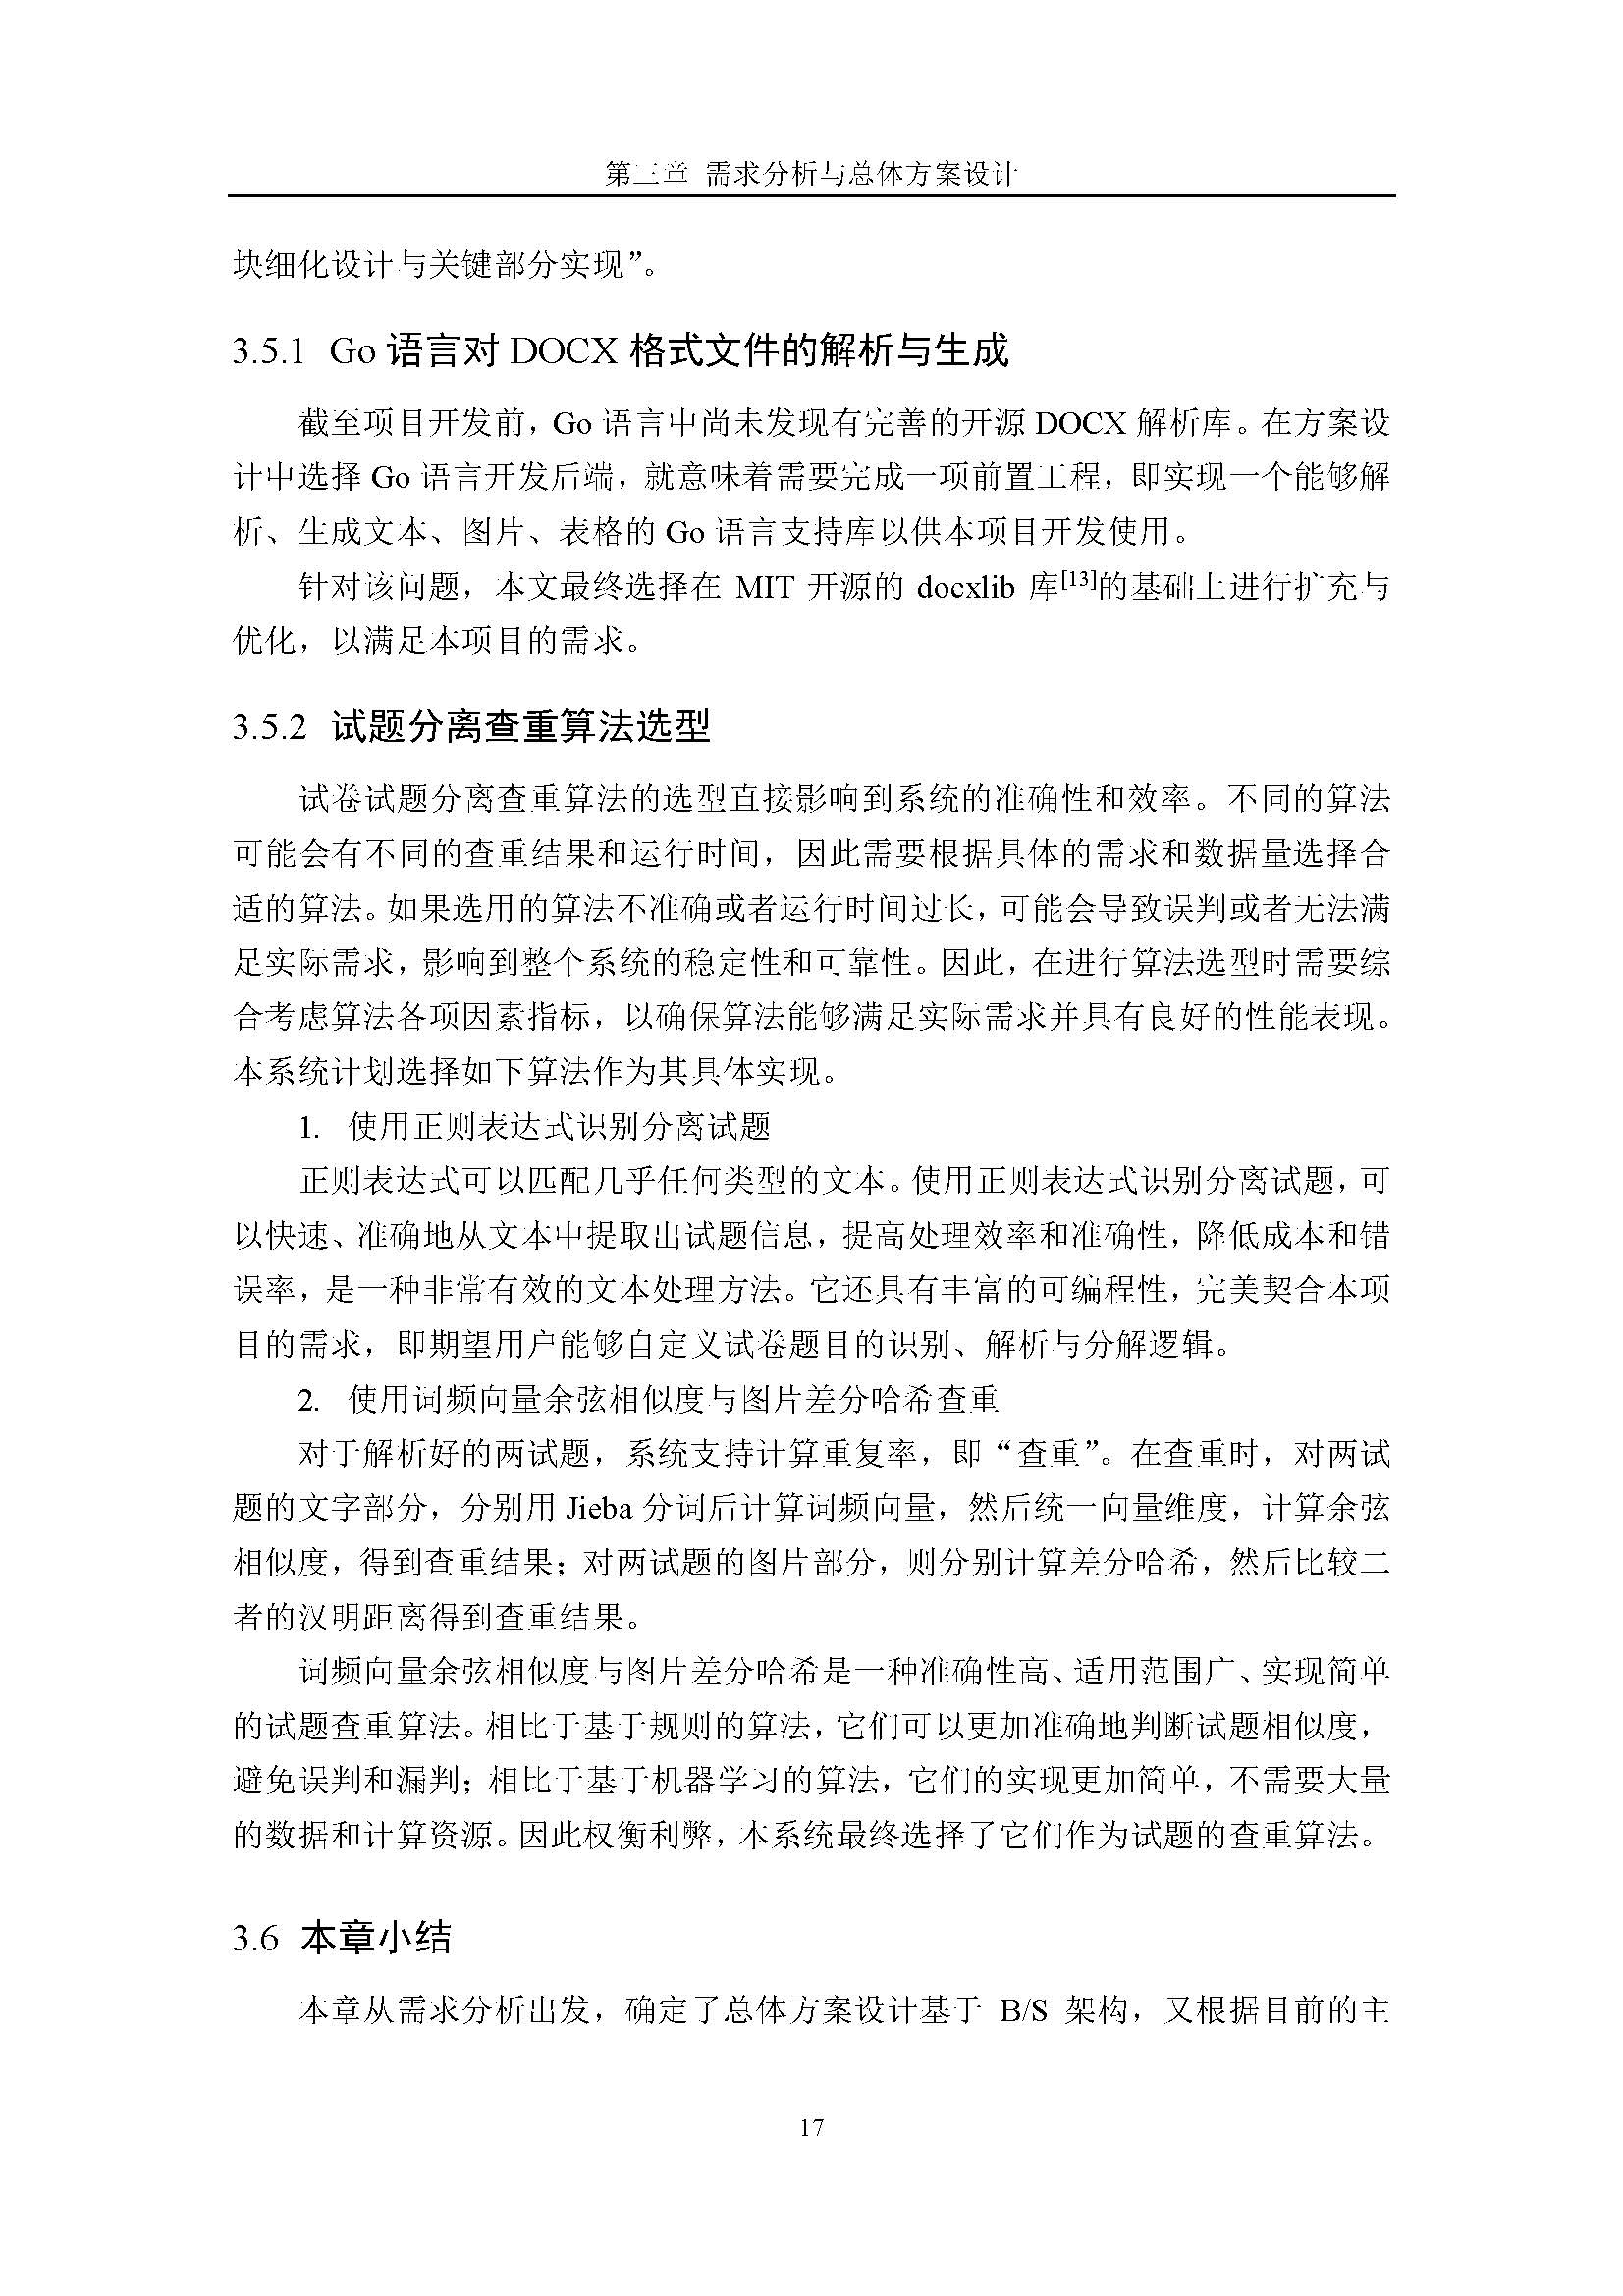 第三章 需求分析与总体方案设计
块细化设计与关键部分实现”。
3.5.1 Go 语言对 DOCX 格式文件的解析与生成
截至项目开发前，Go 语言中尚未发现有完善的开源 DOCX 解析库。在方案设
计中选择 Go 语言开发后端，就意味着需要完成一项前置工程，即实现一个能够解
析、生成文本、图片、表格的 Go 语言支持库以供本项目开发使用。
针对该问题，本文最终选择在 MIT 开源的 docxlib 库[13]的基础上进行扩充与
优化，以满足本项目的需求。
3.5.2 试题分离查重算法选型
试卷试题分离查重算法的选型直接影响到系统的准确性和效率。不同的算法
可能会有不同的查重结果和运行时间，因此需要根据具体的需求和数据量选择合
适的算法。如果选用的算法不准确或者运行时间过长，可能会导致误判或者无法满
足实际需求，影响到整个系统的稳定性和可靠性。因此，在进行算法选型时需要综
合考虑算法各项因素指标，以确保算法能够满足实际需求并具有良好的性能表现。
本系统计划选择如下算法作为其具体实现。
1. 使用正则表达式识别分离试题
正则表达式可以匹配几乎任何类型的文本。使用正则表达式识别分离试题，可
以快速、准确地从文本中提取出试题信息，提高处理效率和准确性，降低成本和错
误率，是一种非常有效的文本处理方法。它还具有丰富的可编程性，完美契合本项
目的需求，即期望用户能够自定义试卷题目的识别、解析与分解逻辑。
2. 使用词频向量余弦相似度与图片差分哈希查重
对于解析好的两试题，系统支持计算重复率，即“查重”。在查重时，对两试
题的文字部分，分别用 Jieba 分词后计算词频向量，然后统一向量维度，计算余弦
相似度，得到查重结果；对两试题的图片部分，则分别计算差分哈希，然后比较二
者的汉明距离得到查重结果。
词频向量余弦相似度与图片差分哈希是一种准确性高、适用范围广、实现简单
的试题查重算法。相比于基于规则的算法，它们可以更加准确地判断试题相似度，
避免误判和漏判；相比于基于机器学习的算法，它们的实现更加简单，不需要大量
的数据和计算资源。因此权衡利弊，本系统最终选择了它们作为试题的查重算法。
3.6 本章小结
本章从需求分析出发，确定了总体方案设计基于 B/S 架构，又根据目前的主
17